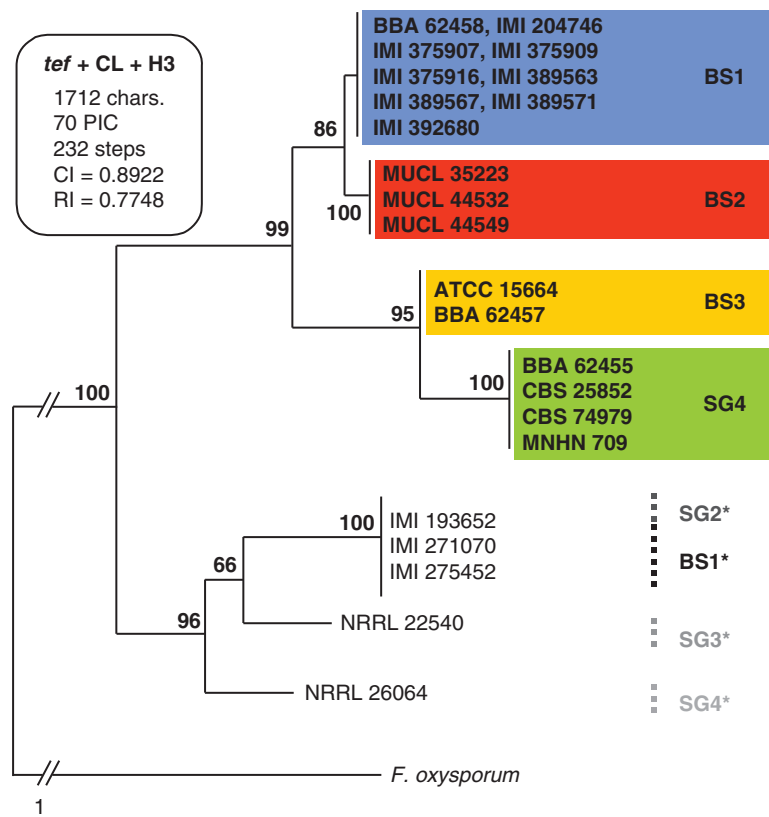 tef + CL + H3
1712 chars.
70 PIC
232 steps
CI = 0.8922
RI = 0.7748
BBA 62458, IMI 204746
IMI 375907, IMI 375909
IMI 375916, IMI 389563
IMI 389567, IMI 389571
IMI 392680
BS1
86
MUCL 35223
MUCL 44532
MUCL 44549
BS2
100
99
ATCC 15664
BBA 62457
BS3
95
BBA 62455
CBS 25852
CBS 74979
MNHN 709
SG4
100
100
100
IMI 193652
IMI 271070
IMI 275452
SG2*
BS1*
66
NRRL 22540
SG3*
96
NRRL 26064
SG4*
F. oxysporum
1